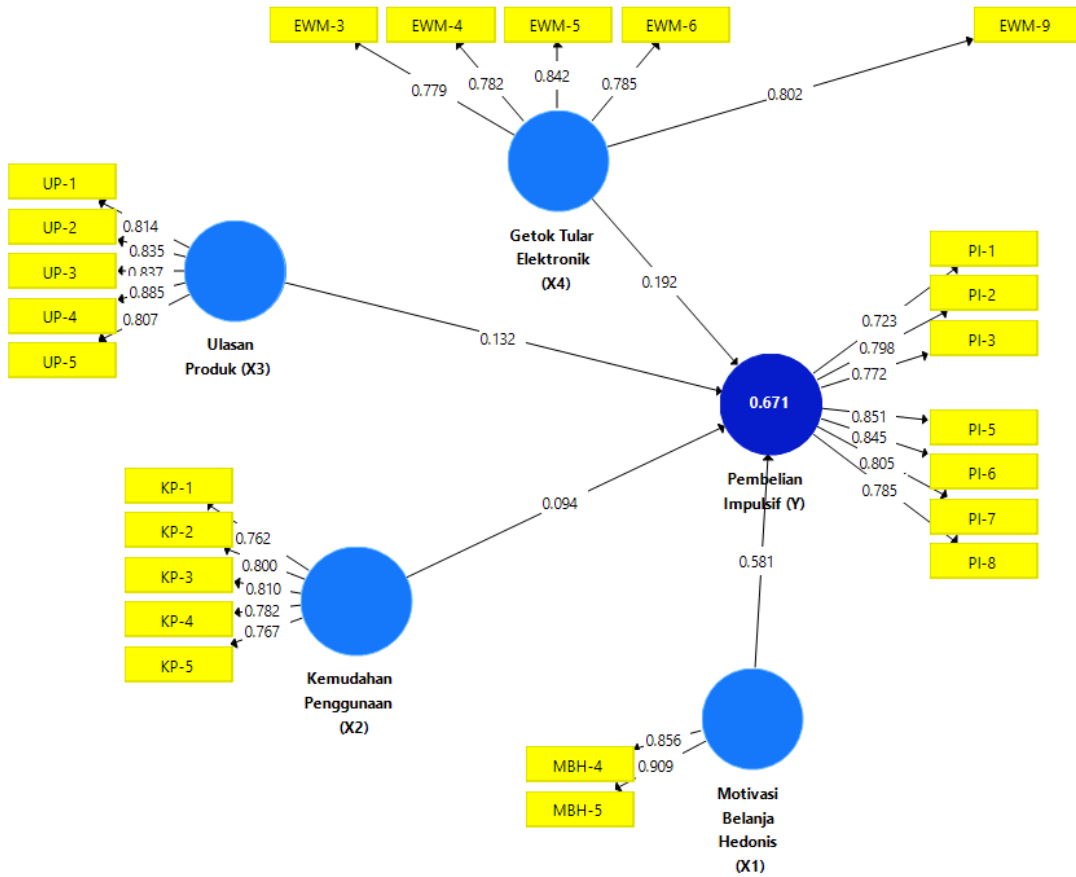 EWM-3
EWM-4
EWM-5
EWM-6
EWM-9
0.779
0.782
0.842
0.785
0.802
Getok Tular
Elektronik
(X4)
UP-1
UP-2
UP-3
UP-4
UP-5
0.814
0.835
0.837
0.885
0.807
Ulasan
Produk (X3)
0.192
0.132
PI-1
PI-2
PI-3
PI-5
PI-6
PI-7
PI-8
0.723
0.798
0.772
0.851
0.845
0.805
0.785
0.671
Pembelian
Impulsif (Y)
KP-1
KP-2
KP-3
KP-4
KP-5
0.762
0.800
0.810
0.782
0.767
Kemudahan
Penggunaan
(X2)
0.094
0.581
MBH-4
MBH-5
0.856
0.909
Motivasi
Belanja
Hedonis
(X1)